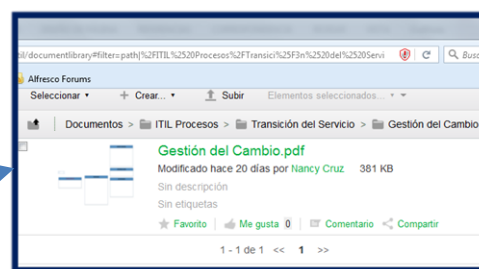 til/documentlibrary#filter=path|%2FITIL%2520Procesos%2FTransici%25F3n%2520del%2520Servi
Busc
Alfresco Forums
Seleccionar + Crear... Subir Elementos seleccionados...
Documentos > ITIL Procesos > Transición del Servicio > Gestión del Cambio
Gestión del Cambio.pdf
Modificado hace 20 días por Nancy Cruz 381 KB
Sin descripción
Sin etiquetas
Favorito Me gusta 0 Comentario Compartir
1 - 1 de 1 << 1 >>